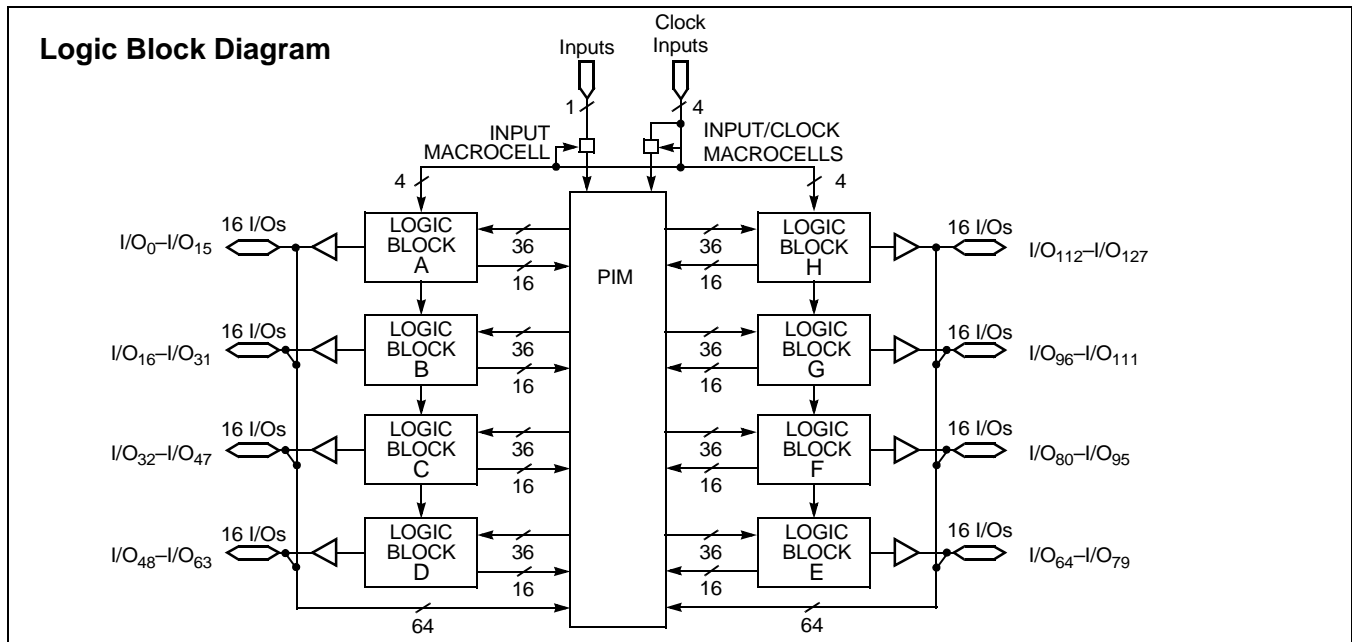 Logic Block Diagram
Inputs
Clock
Inputs
1
4
INPUT
MACROCELL
INPUT/CLOCK
MACROCELLS
4
4
PIM
I/O0–I/O15
16 I/Os
LOGIC
BLOCK
A
36
16
36
16
LOGIC
BLOCK
H
16 I/Os
I/O112–I/O127
I/O16–I/O31
16 I/Os
LOGIC
BLOCK
B
36
16
36
16
LOGIC
BLOCK
G
16 I/Os
I/O96–I/O111
I/O32–I/O47
16 I/Os
LOGIC
BLOCK
C
36
16
36
16
LOGIC
BLOCK
F
16 I/Os
I/O80–I/O95
I/O48–I/O63
16 I/Os
LOGIC
BLOCK
D
36
16
36
16
LOGIC
BLOCK
E
16 I/Os
I/O64–I/O79
64
64